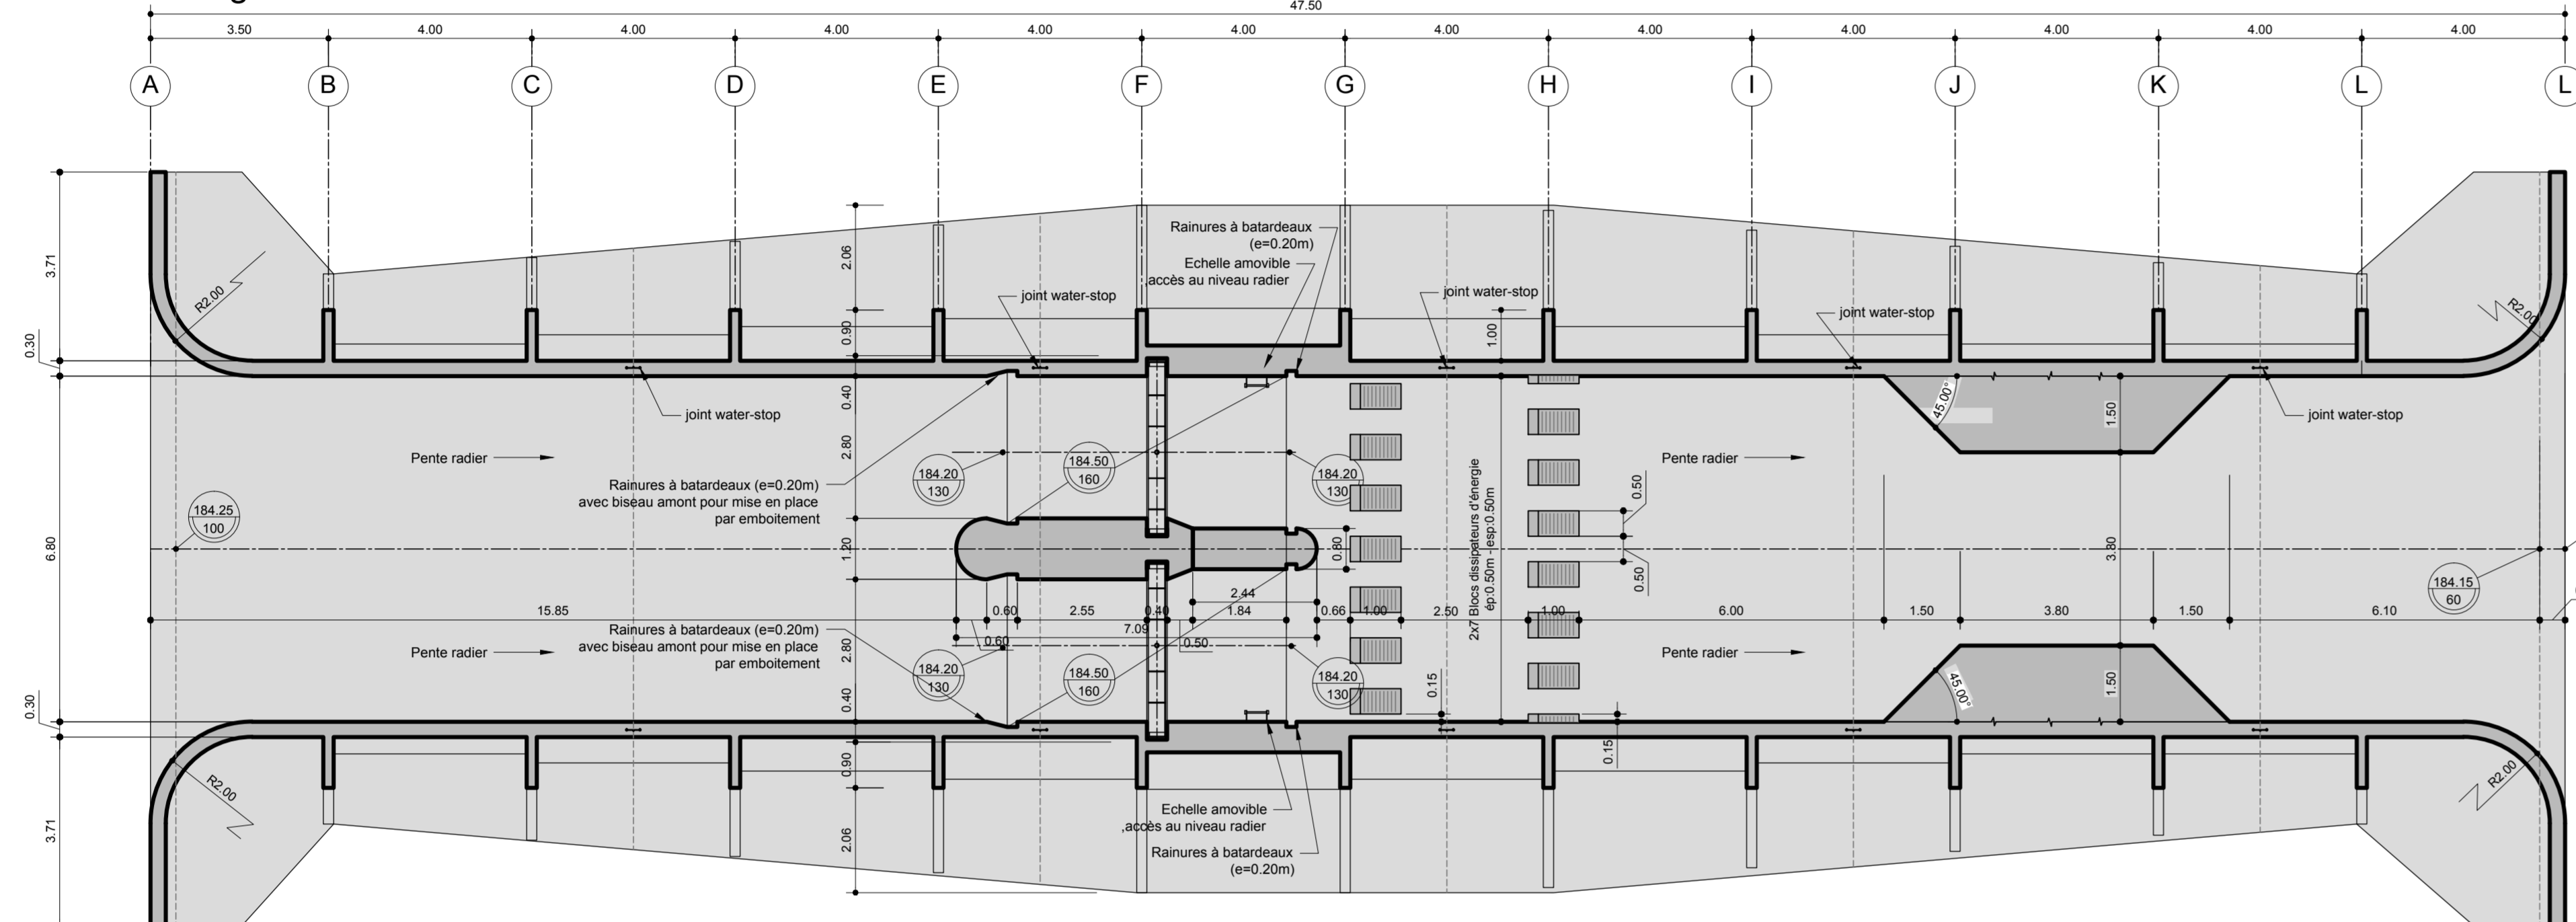 47.50
3.50 4.00 4.00 4.00 4.00 4.00 4.00 4.00 4.00 4.00 4.00 4.00
A B C D E F G H I J K L L
3.71
0.30
6.80
0.30
3.71
R2.00
R2.00
R2.00
R2.00
2.06
0.90
0.40
2.80
1.20
2.80
0.40
0.90
2.06
Rainures à batardeaux
(e=0.20m)
Echelle amovible
,accès au niveau radier
joint water-stop
joint water-stop
joint water-stop
joint water-stop
joint water-stop
1.00
Pente radier
Pente radier
Pente radier
Pente radier
Rainures à batardeaux (e=0.20m)
avec biseau amont pour mise en place
par emboitement
Rainures à batardeaux (e=0.20m)
avec biseau amont pour mise en place
par emboitement
184.25
100
184.20
130
184.50
160
184.20
130
184.20
130
184.50
160
184.20
130
184.15
60
2x7 Blocs dissipateurs d'énergie
ép:0.50m - esp:0.50m
0.80
0.50
0.50
45.00°
1.50
3.80
1.50
45.00°
2.44
15.85 0.60 2.55 0.40 1.84 0.66 1.00 2.50 1.00 6.00 1.50 3.80 1.50 6.10
7.09
0.60
0.50
0.15
0.15
Echelle amovible
,accès au niveau radier
Rainures à batardeaux
(e=0.20m)